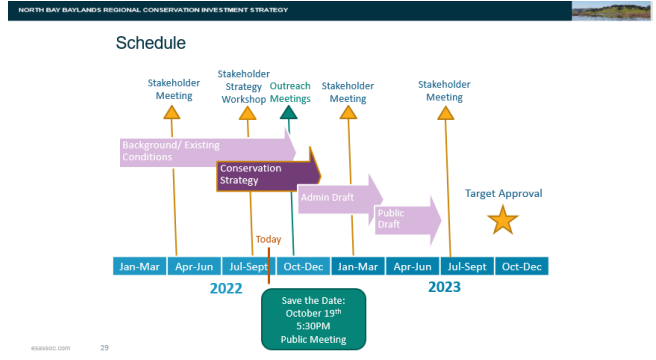 NORTH BAY BAYLANDS REGIONAL CONSERVATION INVESTMENT STRATEGY
Schedule
Stakeholder
Meeting
Stakeholder
Strategy
Workshop
Outreach
Meetings
Stakeholder
Meeting
Stakeholder
Meeting
Background/ Existing
Conditions
Conservation
Strategy
Admin Draft
Public
Draft
Target Approval
Today
Jan-Mar Apr-Jun Jul-Sept Oct-Dec Jan-Mar Apr-Jun Jul-Sept Oct-Dec
2022 2023
Save the Date:
October 19th
5:30PM
Public Meeting
esassoc.com 29